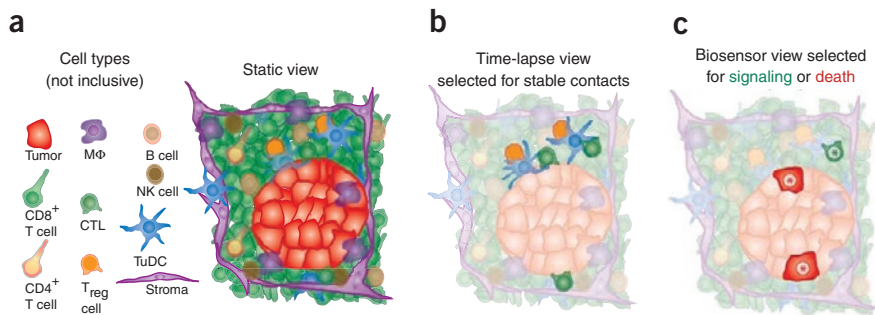 a
Cell types
(not inclusive)
Static view
Tumor
MΦ
B cell
NK cell
CD8+
T cell
CTL
TuDC
CD4+
T cell
Treg
cell
Stroma
b
Time-lapse view
selected for stable contacts
c
Biosensor view selected
for signaling or death